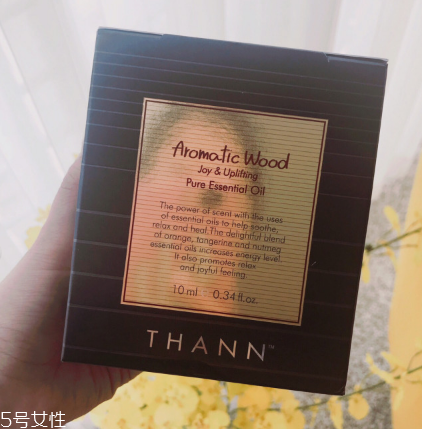 Aromatic Wood
Joy & Uplifting
Pure Essential Oil
The power of scent with the uses
of essential oils to help soothe,
relax and heal. The delightful blend
of orange, tangerine and nutmeg
essential oils increases energy level.
It also promotes relax
and joyful feeling.
10 ml 0.34 fl.oz.
THANN™
5号女性